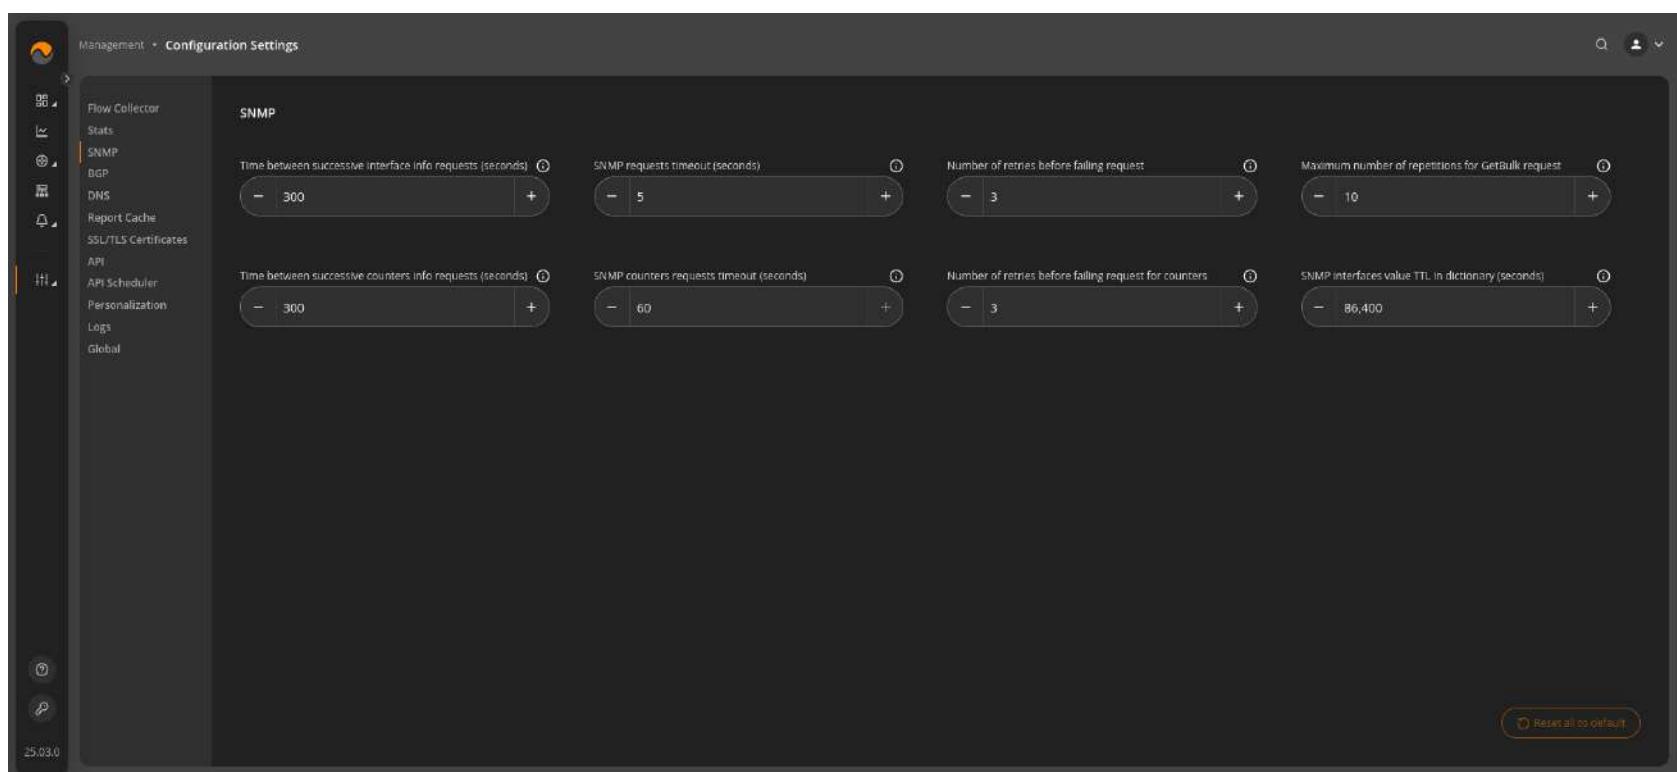 Management • Configuration Settings
Flow Collector
Stats
SNMP
BGP
DNS
Report Cache
SSL/TLS Certificates
API
API Scheduler
Personalization
Logs
Global
SNMP
Time between successive interface info requests (seconds)
300
SNMP requests timeout (seconds)
5
Number of retries before failing request
3
Maximum number of repetitions for GetBulk request
10
Time between successive counters info requests (seconds)
300
SNMP counters requests timeout (seconds)
60
Number of retries before failing request for counters
3
SNMP interfaces value TTL in dictionary (seconds)
86,400
Reset all to default
25.03.0